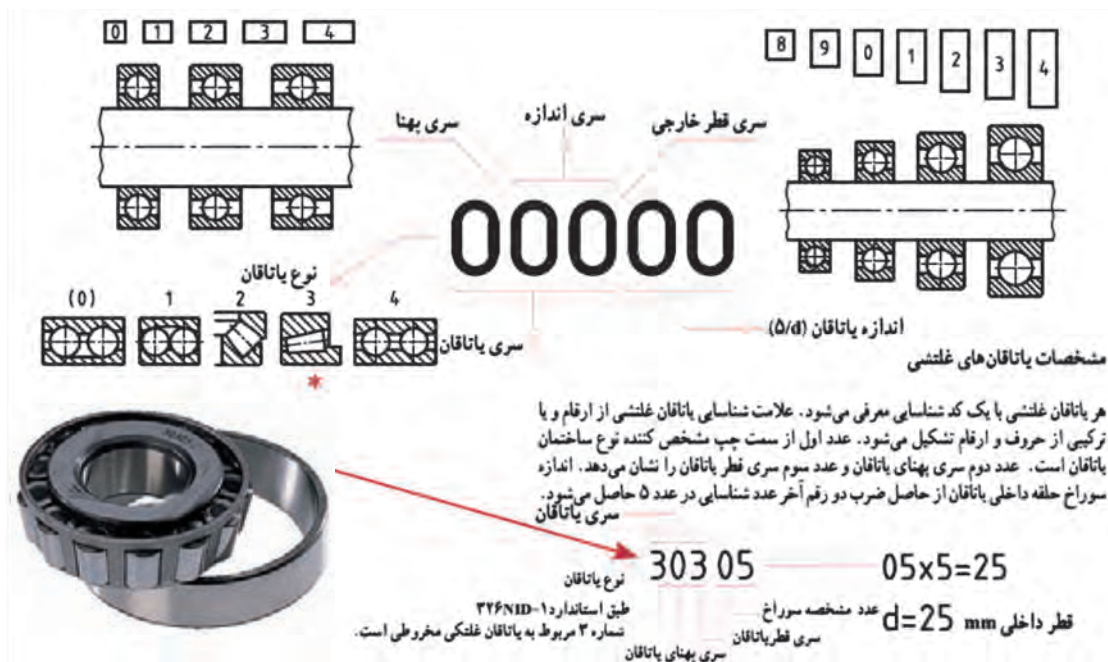 0 1 2 3 4
8 9 0 1 2 3 4
سری پهنا
سری اندازه
سری قطر خارجی
00000
نوع یاتاقان
(0) 1 2 3 4
سری یاتاقان
اندازه یاتاقان (۵/d)
*
مشخصات یاتاقان‌های غلتشی
هر یاتاقان غلتشی با یک کد شناسایی معرفی می‌شود. علامت شناسایی یاتاقان غلتشی از ارقام و یا
ترکیبی از حروف و ارقام تشکیل می‌شود. عدد اول از سمت چپ مشخص کننده نوع ساختمان
یاتاقان است. عدد دوم سری پهنای یاتاقان و عدد سوم سری قطر یاتاقان را نشان می‌دهد. اندازه
سوراخ حلقه داخلی یاتاقان از حاصل ضرب دو رقم آخر عدد شناسایی در عدد ۵ حاصل می‌شود.
سری یاتاقان
303 05
05x5=25
نوع یاتاقان
طبق استاندارد ۱-۳۲۶NID
شماره ۳ مربوط به یاتاقان غلتکی مخروطی است.
عدد مشخصه سوراخ
سری قطریاتاقان
سری پهنای یاتاقان
قطر داخلی d=25 mm